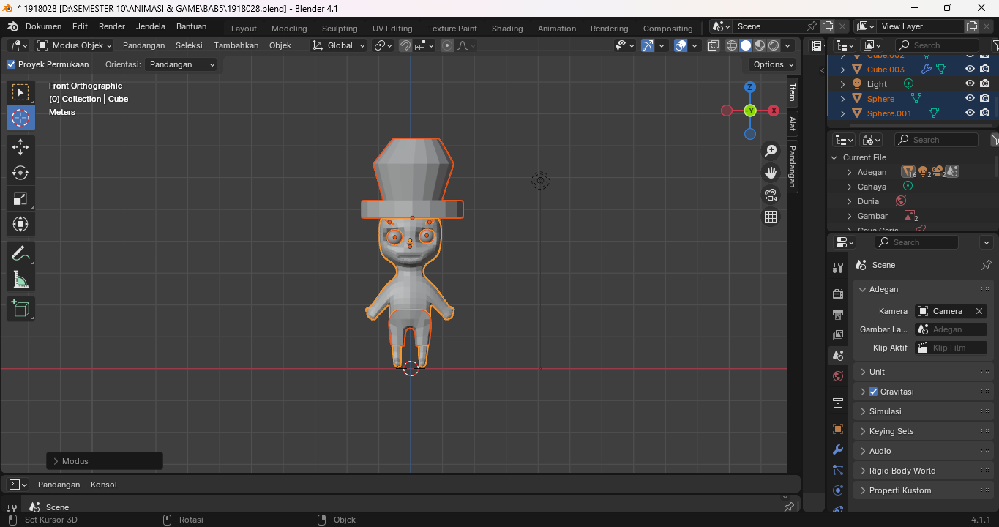 * 1918028 [D:\SEMESTER 10\ANIMASI & GAME\BAB5\1918028.blend] - Blender 4.1
Dokumen Edit Render Jendela Bantuan Layout Modeling Sculpting UV Editing Texture Paint Shading Animation Rendering Compositing Scene View Layer
Modus Objek Pandangan Seleksi Tambahkan Objek Global Search
Proyek Permukaan Orientasi: Pandangan Options
Cube.002
Cube.003
Light
Sphere
Sphere.001
Front Orthographic
(0) Collection | Cube
Meters
Z
-Y
X
Item
Alat
Pandangan
Search
Current File
Adegan 16 2 2
Cahaya
Dunia
Gambar 2
Gaya Garis
Search
Scene
Adegan
Kamera Camera
Gambar La... Adegan
Klip Aktif Klip Film
Unit
Gravitasi
Simulasi
Keying Sets
Audio
Rigid Body World
Properti Kustom
Modus
Pandangan Konsol
Scene
Set Kursor 3D Rotasi Objek 4.1.1